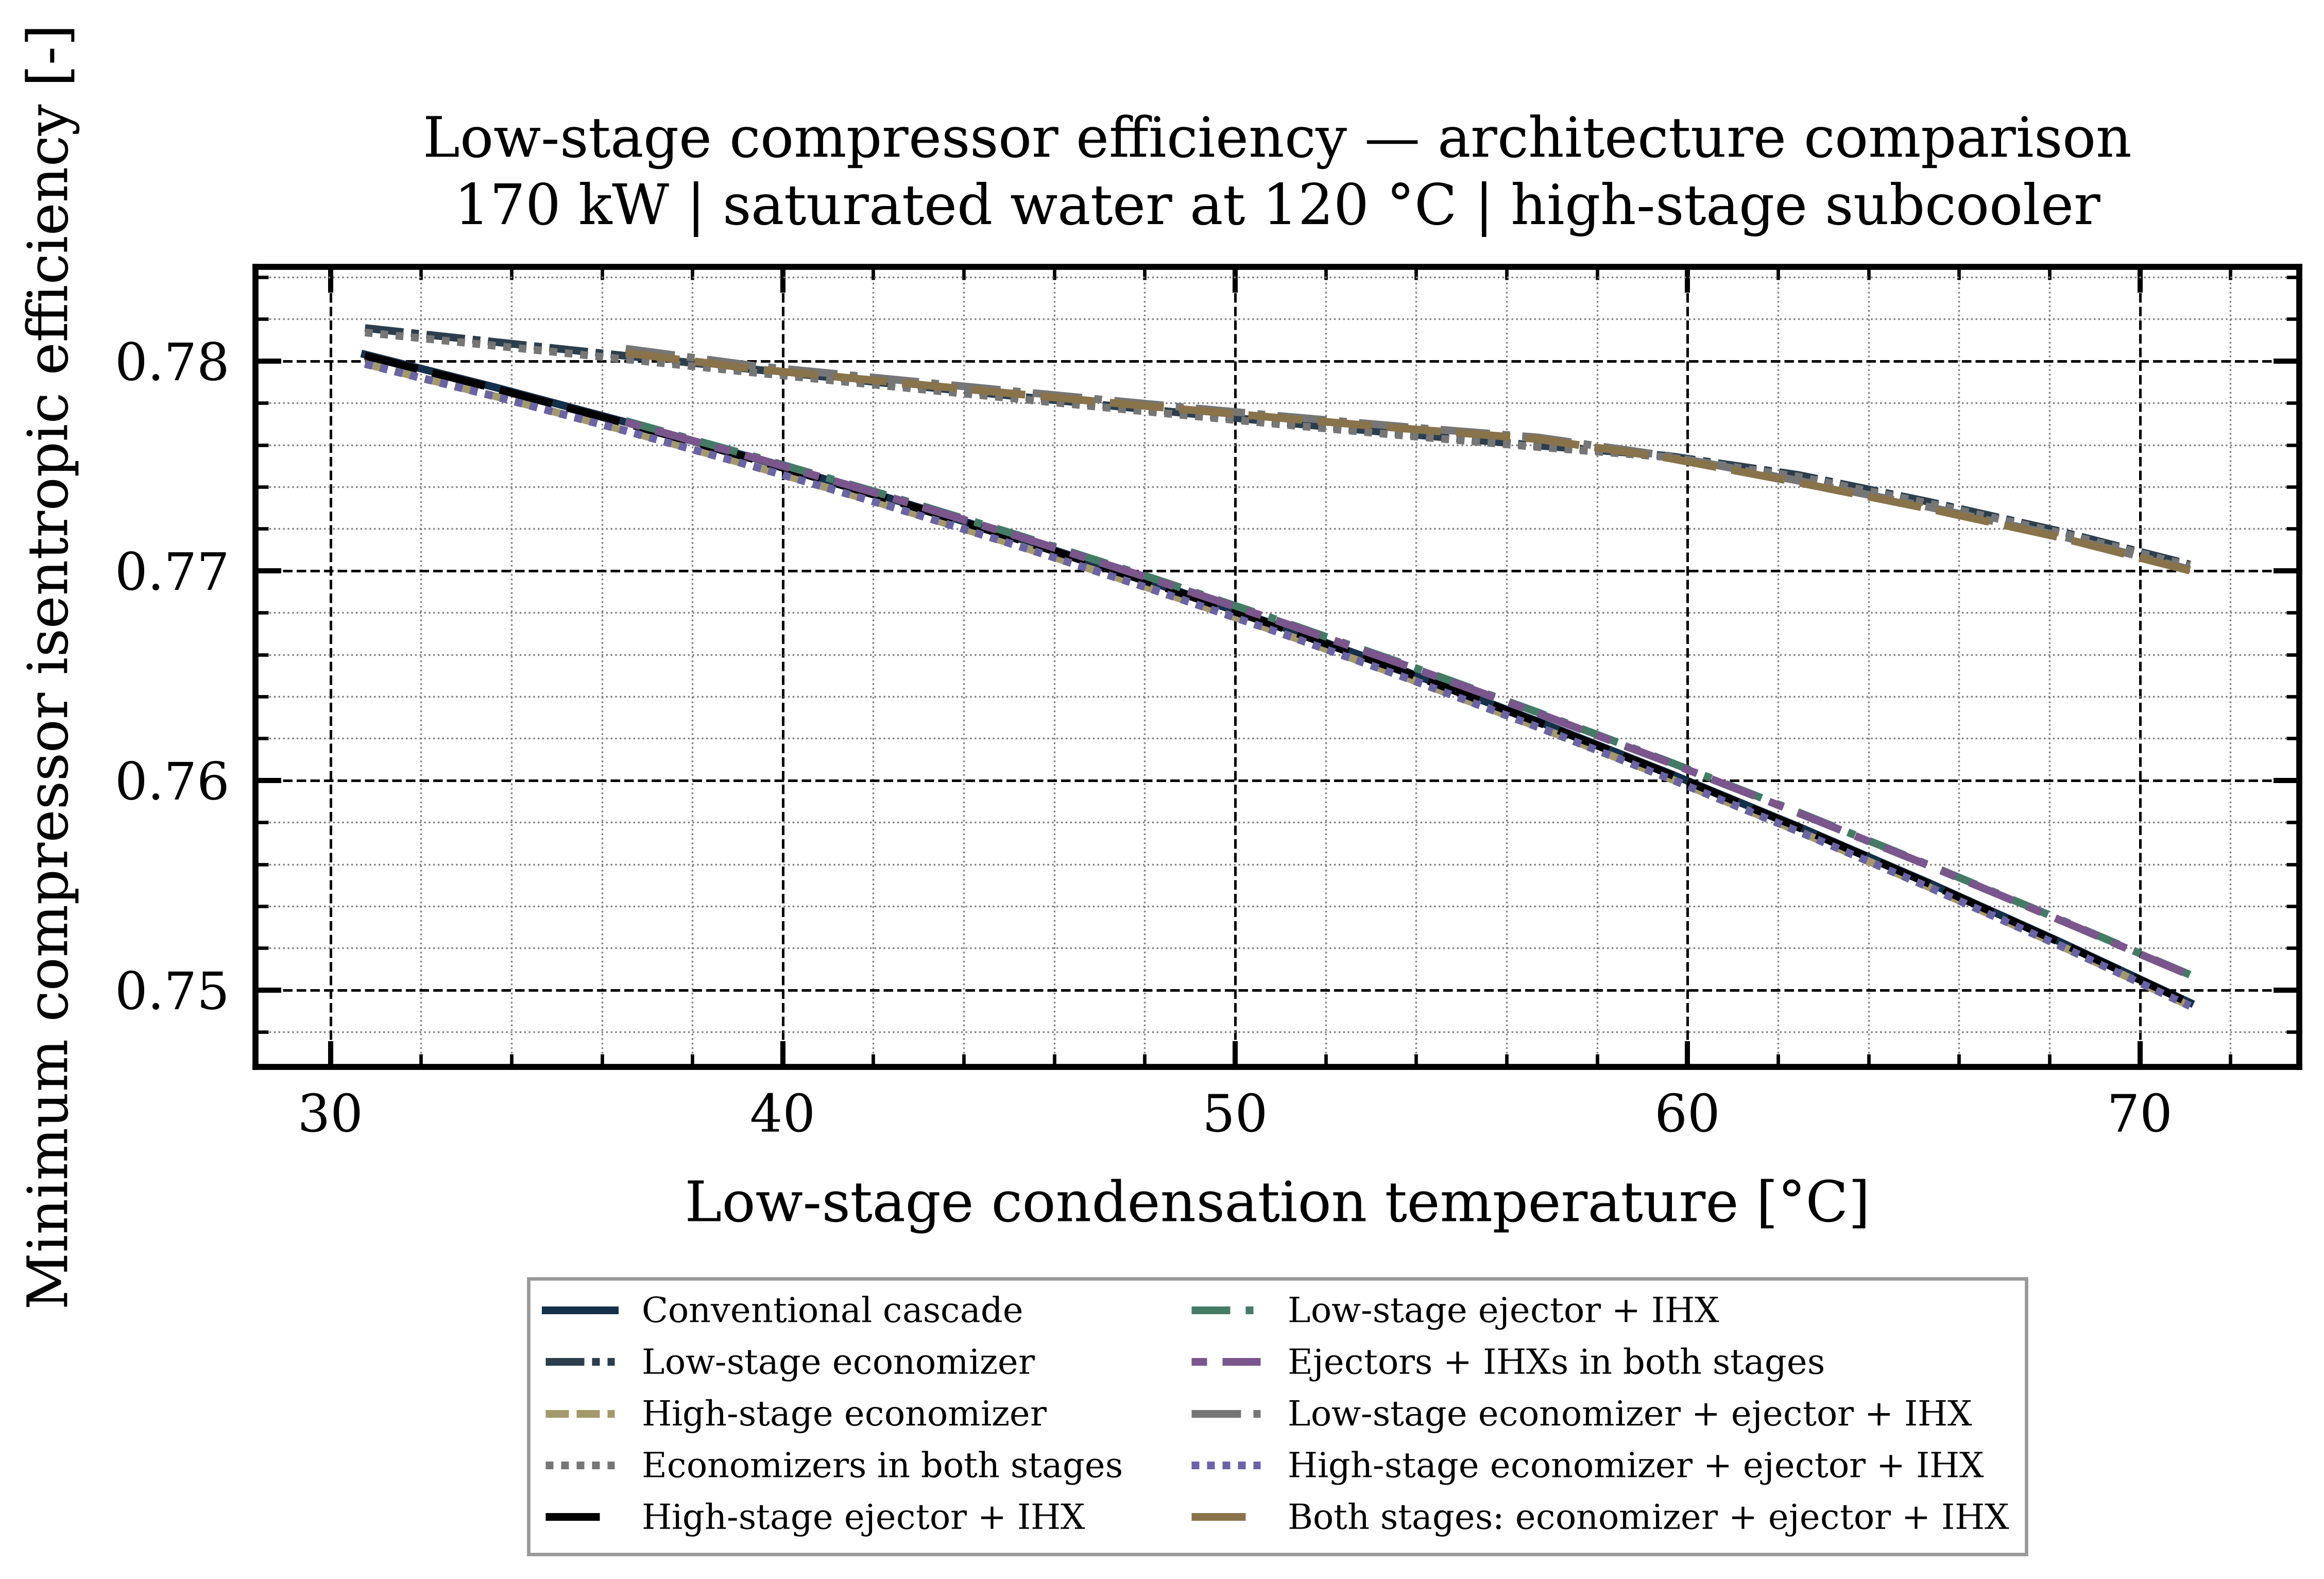 Low-stage compressor efficiency — architecture comparison
170 kW | saturated water at 120 °C | high-stage subcooler
Minimum compressor isentropic efficiency [-]
0.78
0.77
0.76
0.75
30
40
50
60
70
Low-stage condensation temperature [°C]
Conventional cascade
Low-stage economizer
High-stage economizer
Economizers in both stages
High-stage ejector + IHX
Low-stage ejector + IHX
Ejectors + IHXs in both stages
Low-stage economizer + ejector + IHX
High-stage economizer + ejector + IHX
Both stages: economizer + ejector + IHX